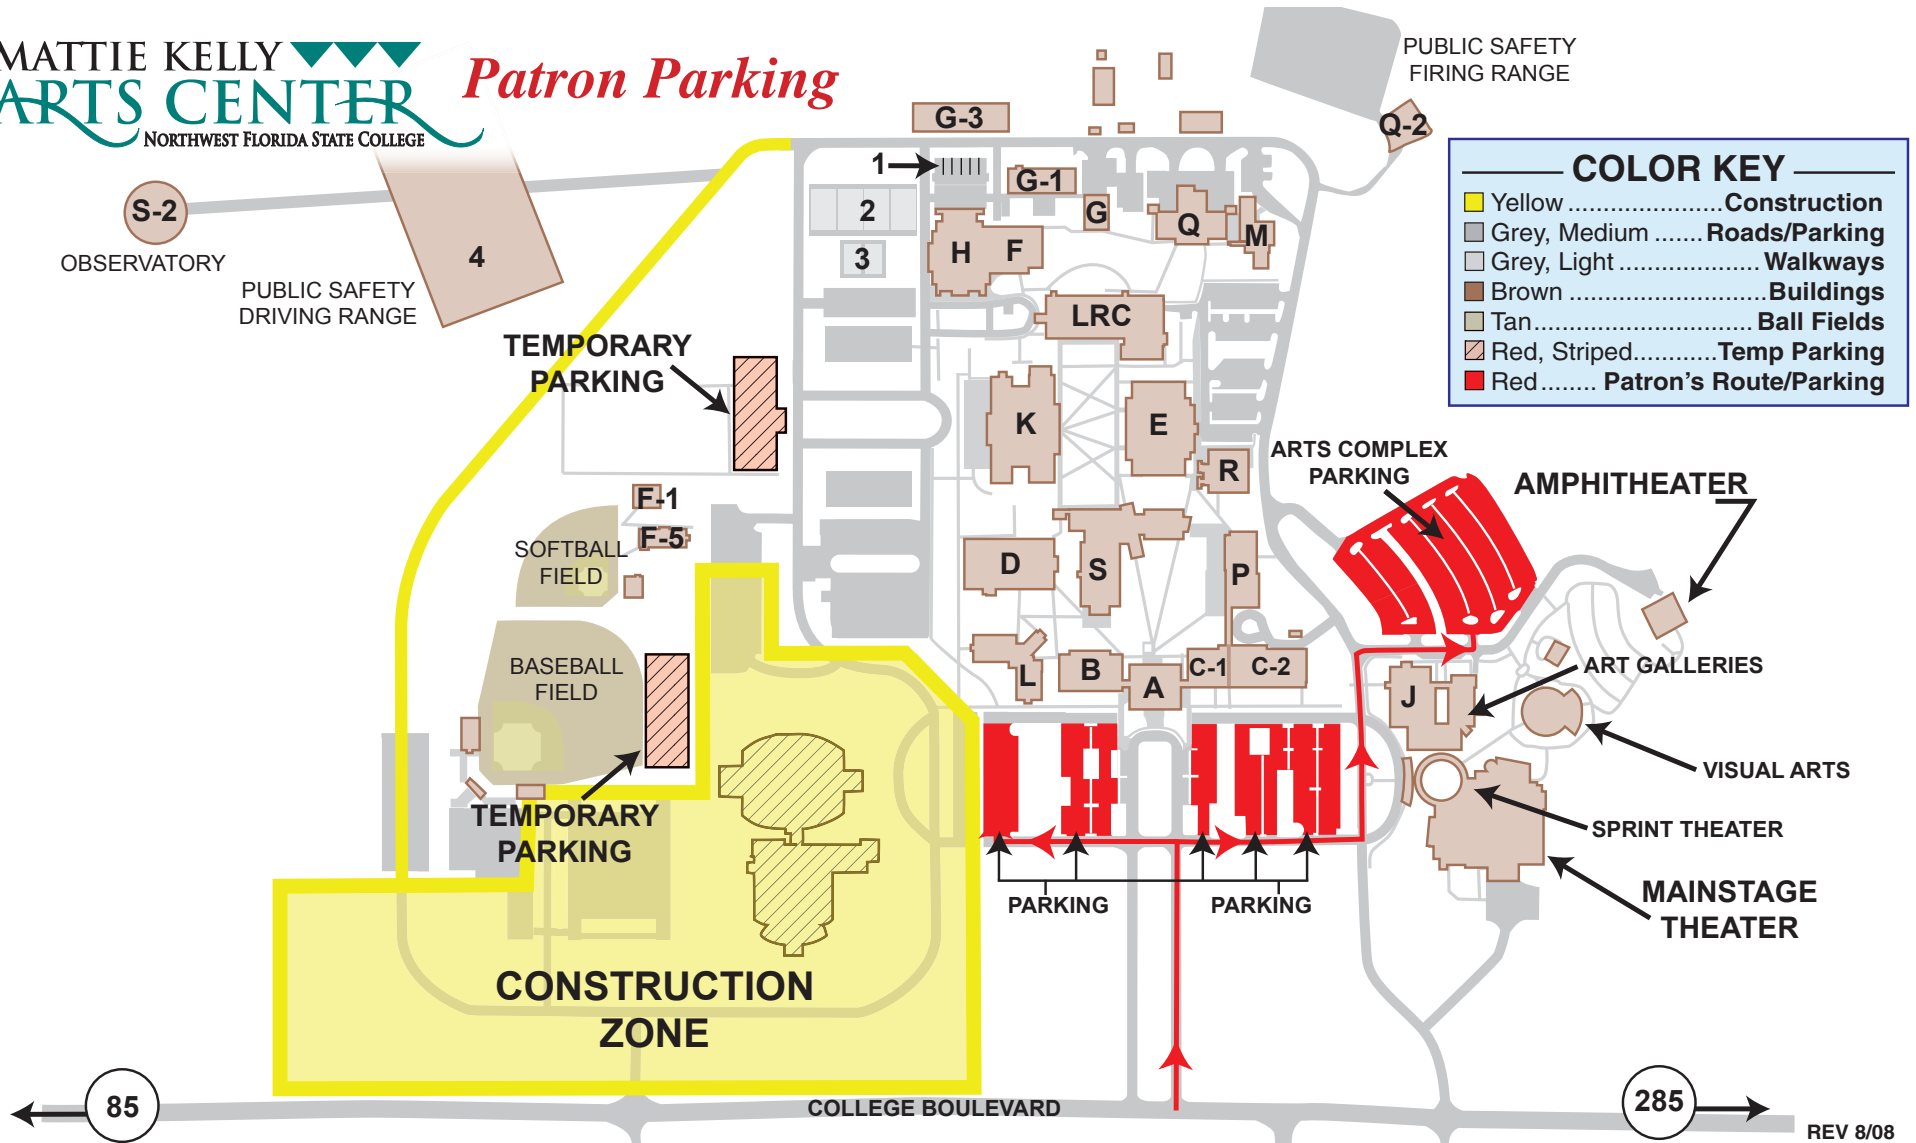 MATTIE KELLY
ARTS CENTER
NORTHWEST FLORIDA STATE COLLEGE
Patron Parking
PUBLIC SAFETY
FIRING RANGE
Q-2
G-3
1
G-1
G
Q
M
2
3
H
F
S-2
OBSERVATORY
4
PUBLIC SAFETY
DRIVING RANGE
COLOR KEY
Yellow ...................... Construction
Grey, Medium ....... Roads/Parking
Grey, Light .................... Walkways
Brown ............................ Buildings
Tan ............................... Ball Fields
Red, Striped ............ Temp Parking
Red ........ Patron's Route/Parking
LRC
TEMPORARY
PARKING
K
E
R
ARTS COMPLEX
PARKING
AMPHITHEATER
F-1
F-5
SOFTBALL
FIELD
D
S
P
BASEBALL
FIELD
L
B
A
C-1
C-2
J
ART GALLERIES
VISUAL ARTS
SPRINT THEATER
MAINSTAGE
THEATER
TEMPORARY
PARKING
PARKING
PARKING
CONSTRUCTION
ZONE
85
COLLEGE BOULEVARD
285
REV 8/08